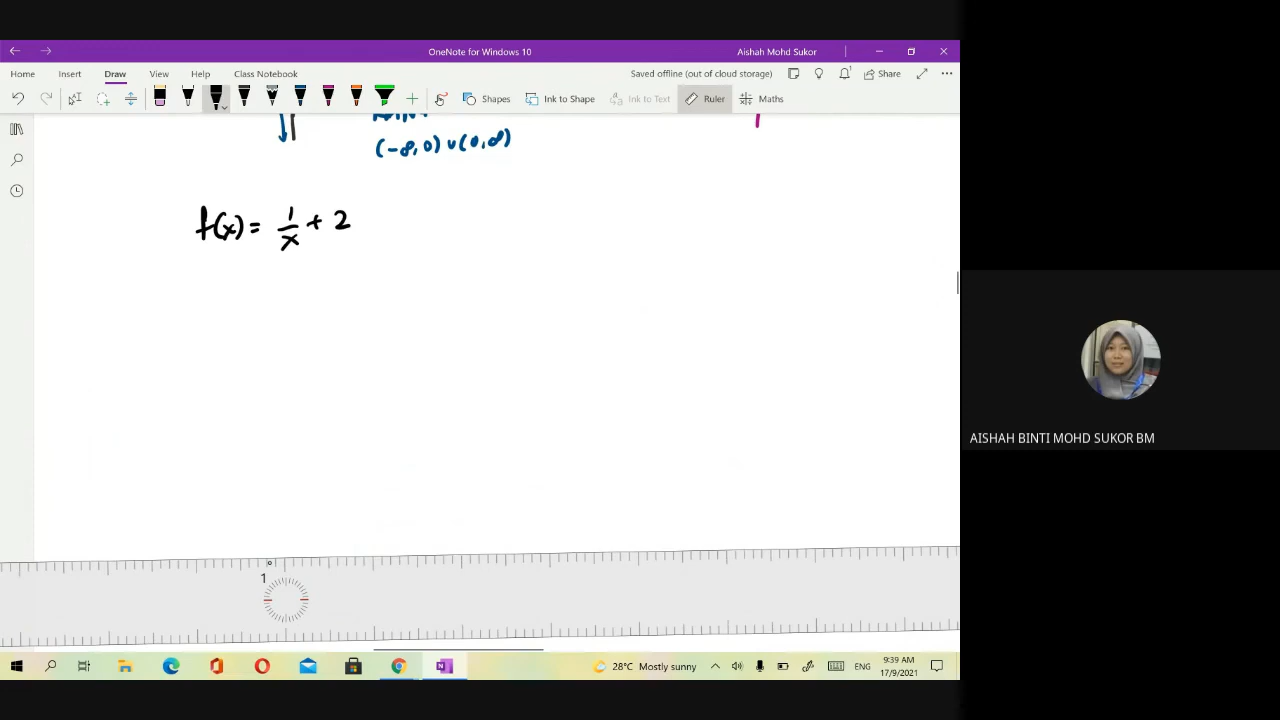 OneNote for Windows 10
Aishah Mohd Sukor
Home Insert Draw View Help Class Notebook
Saved offline (out of cloud storage) Share
Shapes Ink to Shape Ink to Text Ruler Maths
(-∞, 0) ∪ (0, ∞)
f(x) = 1/x + 2
1°
AISHAH BINTI MOHD SUKOR BM
28°C Mostly sunny
ENG
9:39 AM
17/9/2021